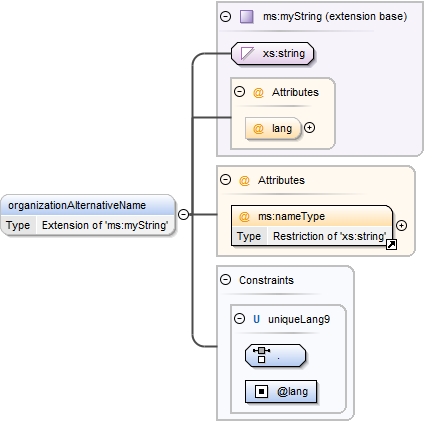 ms:myString (extension base)
xs:string
@ Attributes
@ lang
@ Attributes
organizationAlternativeName
Type Extension of 'ms:myString'
@ ms:nameType
Type Restriction of 'xs:string'
Constraints
U uniqueLang9
.
@lang